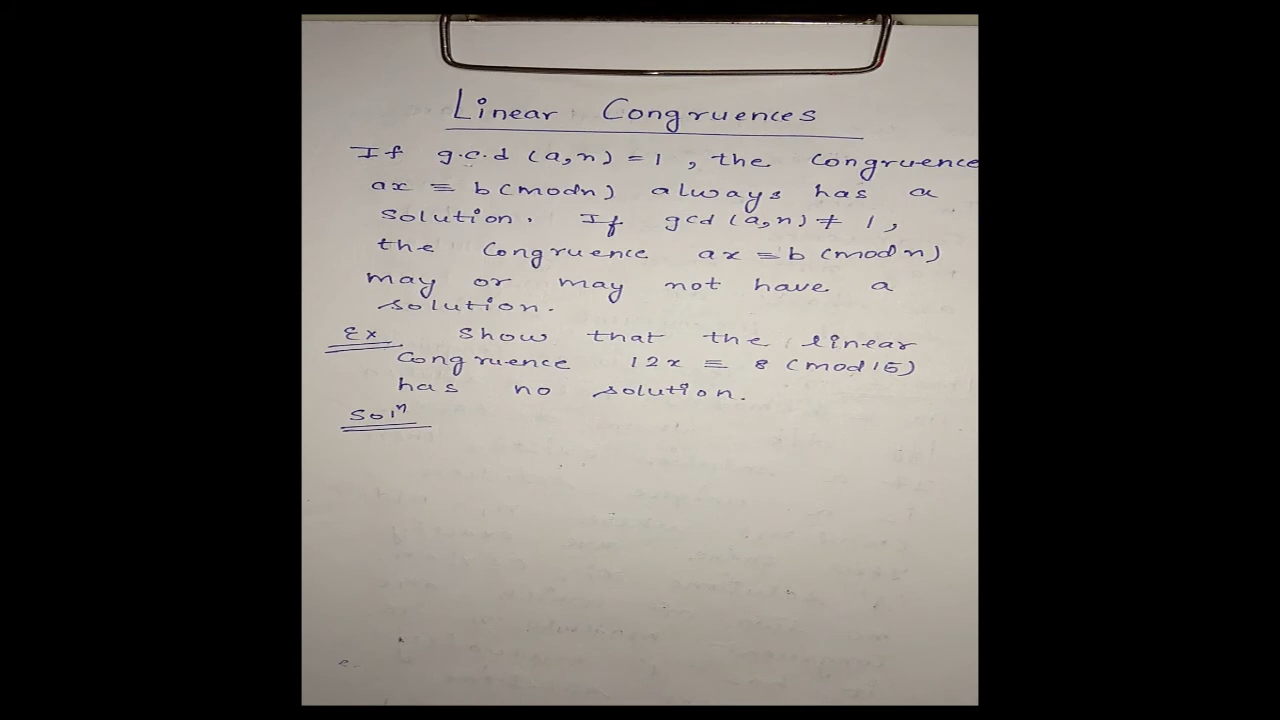 Linear Congruences
If g.c.d (a,n) = 1, the congruence
ax ≡ b (mod n) always has a
solution. If gcd (a,n) ≠ 1,
the congruence ax ≡ b (mod n)
may or may not have a
solution.
Ex Show that the linear
Congruence 12x ≡ 8 (mod 15)
has no solution.
Solⁿ